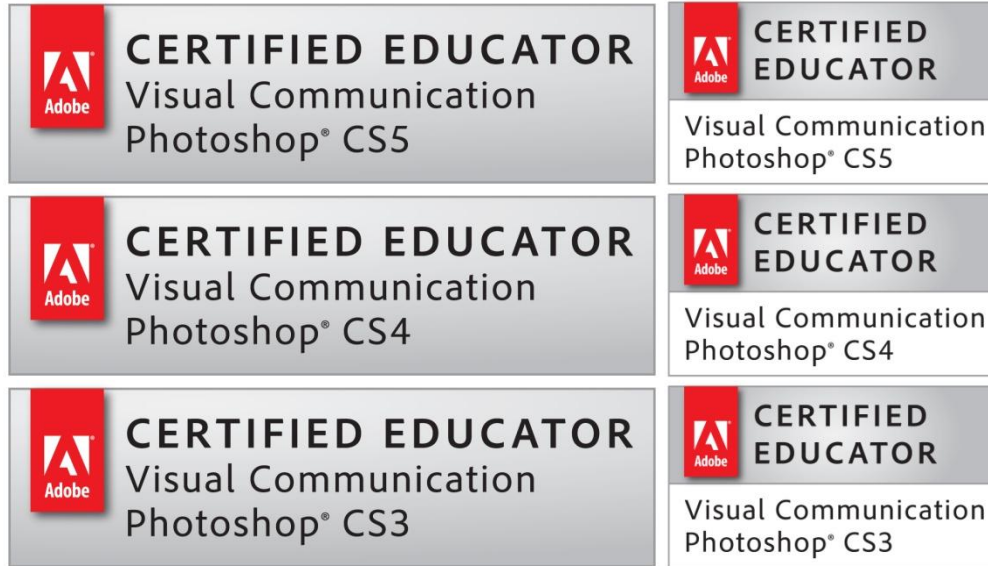 Adobe
CERTIFIED EDUCATOR
Visual Communication
Photoshop® CS5
Adobe
CERTIFIED
EDUCATOR
Visual Communication
Photoshop® CS5
Adobe
CERTIFIED EDUCATOR
Visual Communication
Photoshop® CS4
Adobe
CERTIFIED
EDUCATOR
Visual Communication
Photoshop® CS4
Adobe
CERTIFIED EDUCATOR
Visual Communication
Photoshop® CS3
Adobe
CERTIFIED
EDUCATOR
Visual Communication
Photoshop® CS3